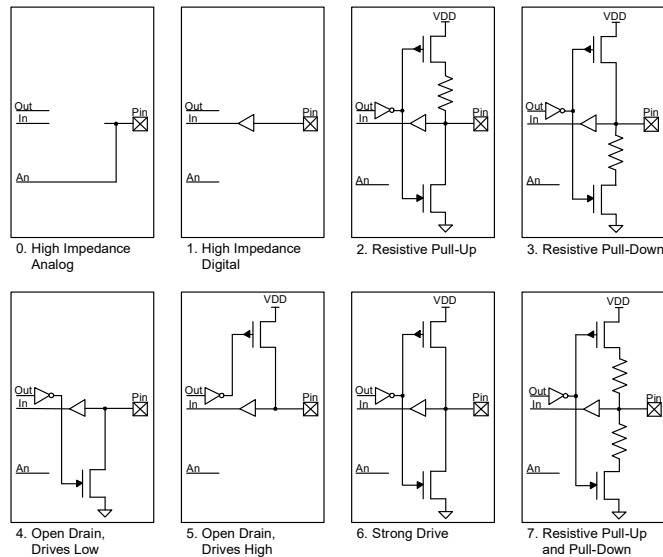 Out
In
Pin
An
0. High Impedance
Analog
Out
In
Pin
An
1. High Impedance
Digital
VDD
Out
In
Pin
An
2. Resistive Pull-Up
VDD
Out
In
Pin
An
3. Resistive Pull-Down
Out
In
Pin
An
4. Open Drain,
Drives Low
VDD
Out
In
Pin
An
5. Open Drain,
Drives High
VDD
Out
In
Pin
An
6. Strong Drive
VDD
Out
In
Pin
An
7. Resistive Pull-Up
and Pull-Down